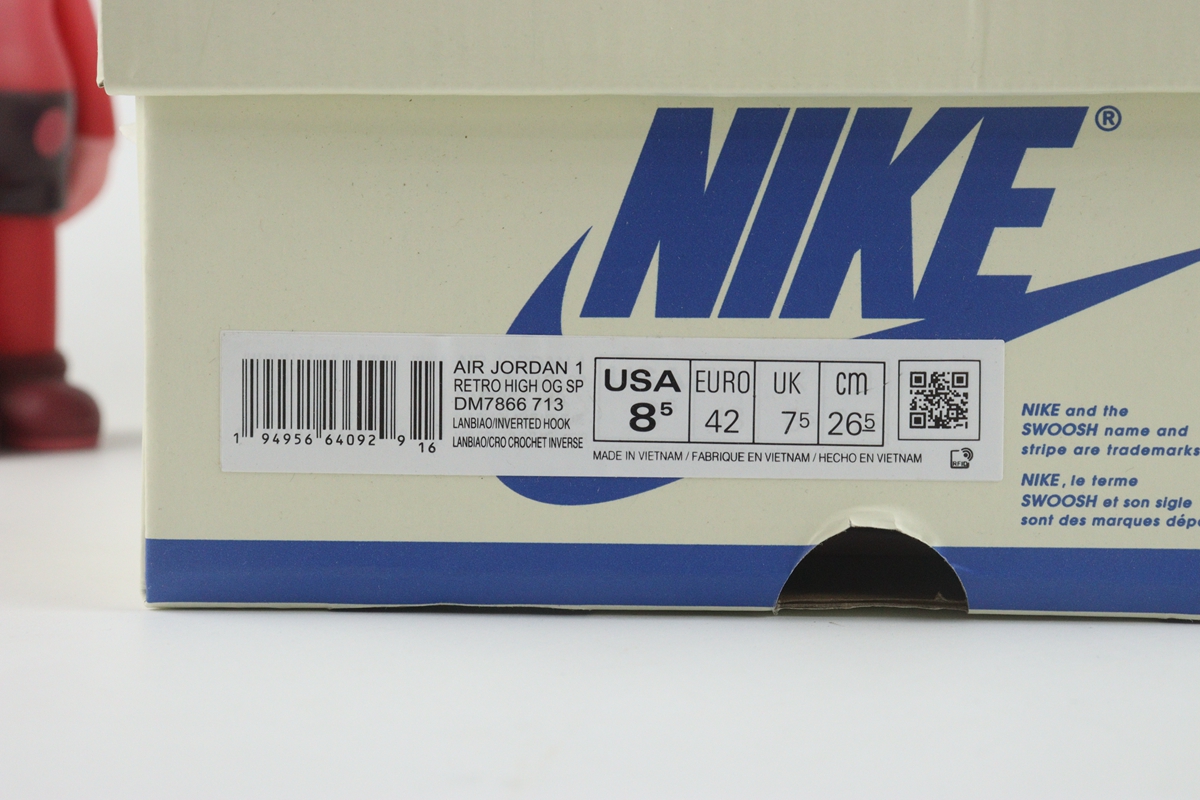 NIKE®
AIR JORDAN 1
RETRO HIGH OG SP
DM7866 713
LANBIAO/INVERTED HOOK
LANBIAO/CRO CROCHET INVERSE
1 94956 64092 9 16
USA EURO UK cm
8⁵ 42 7⁵ 26⁵
MADE IN VIETNAM / FABRIQUE EN VIETNAM / HECHO EN VIETNAM
RFID
NIKE and the
SWOOSH name and
stripe are trademarks
NIKE, le terme
SWOOSH et son sigle
sont des marques dépo